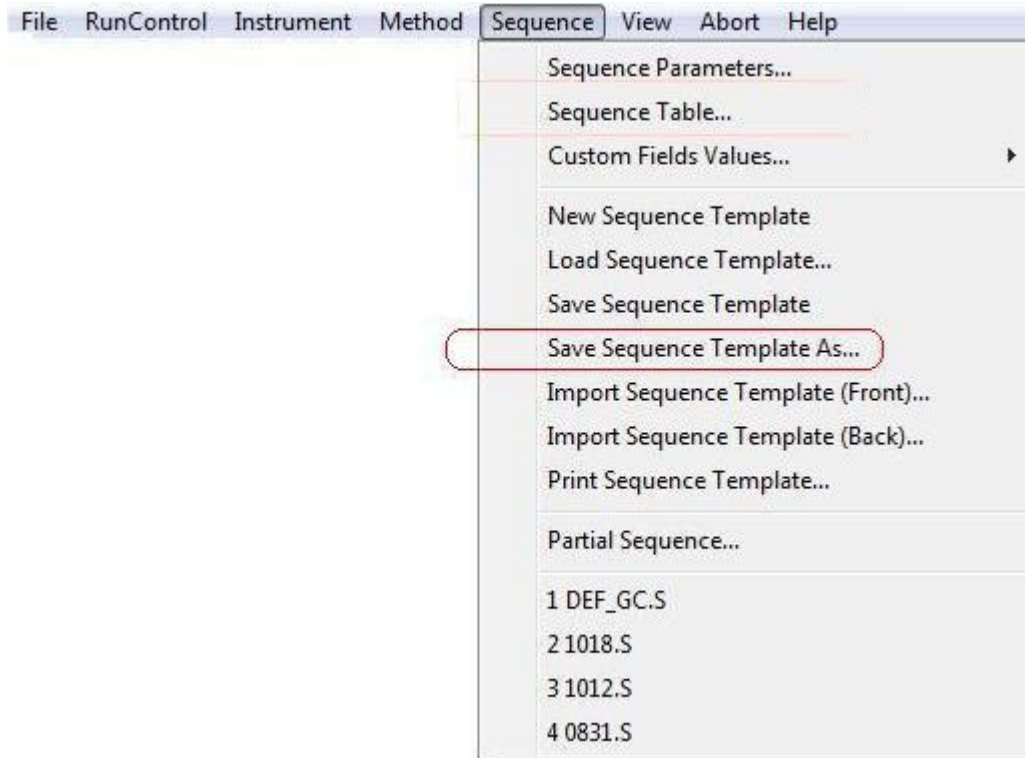 File RunControl Instrument Method Sequence View Abort Help
Sequence Parameters...
Sequence Table...
Custom Fields Values...
New Sequence Template
Load Sequence Template...
Save Sequence Template
Save Sequence Template As...
Import Sequence Template (Front)...
Import Sequence Template (Back)...
Print Sequence Template...
Partial Sequence...
1 DEF_GC.S
2 1018.S
3 1012.S
4 0831.S